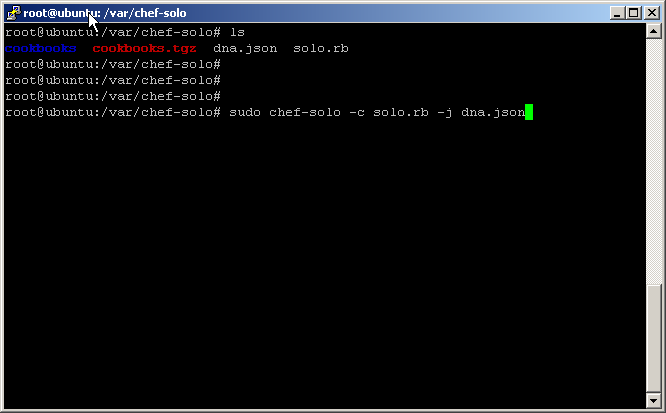 root@ubuntu: /var/chef-solo
root@ubuntu:/var/chef-solo# ls
cookbooks  cookbooks.tgz  dna.json  solo.rb
root@ubuntu:/var/chef-solo#
root@ubuntu:/var/chef-solo#
root@ubuntu:/var/chef-solo#
root@ubuntu:/var/chef-solo# sudo chef-solo -c solo.rb -j dna.json